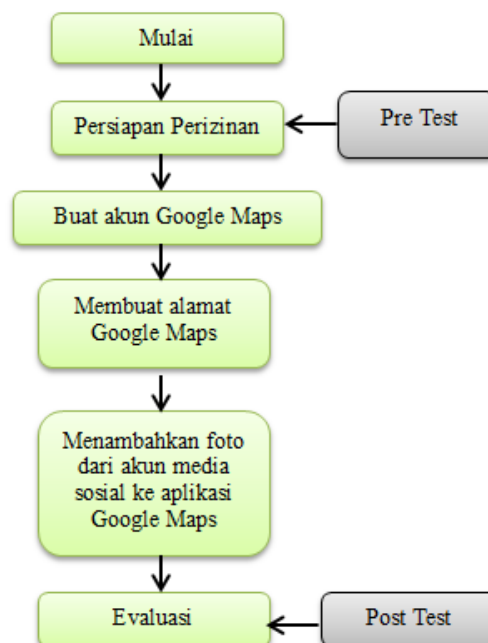 Mulai
Persiapan Perizinan
Pre Test
Buat akun Google Maps
Membuat alamat
Google Maps
Menambahkan foto
dari akun media
sosial ke aplikasi
Google Maps
Evaluasi
Post Test